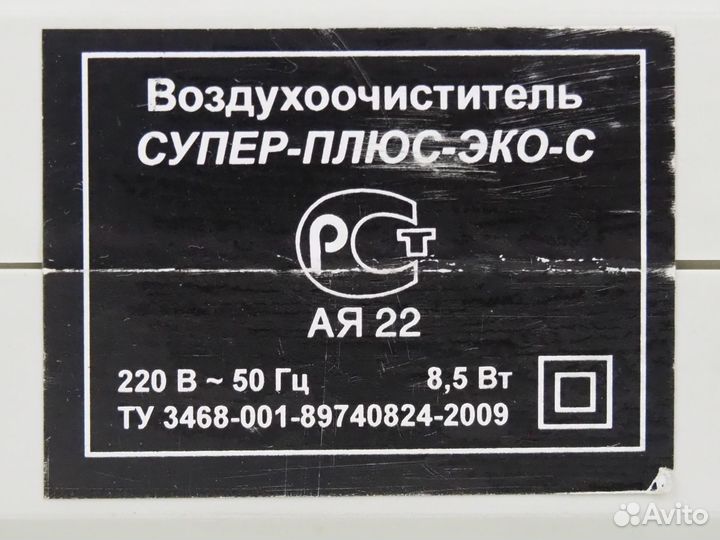 Воздухоочиститель
СУПЕР-ПЛЮС-ЭКО-С
РСТ
АЯ 22
220 В ~ 50 Гц 8,5 Вт
ТУ 3468-001-89740824-2009
Avito